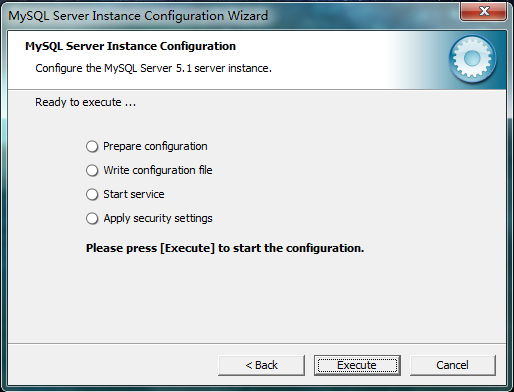 MySQL Server Instance Configuration Wizard
MySQL Server Instance Configuration
Configure the MySQL Server 5.1 server instance.
Ready to execute ...
Prepare configuration
Write configuration file
Start service
Apply security settings
Please press [Execute] to start the configuration.
< Back
Execute
Cancel